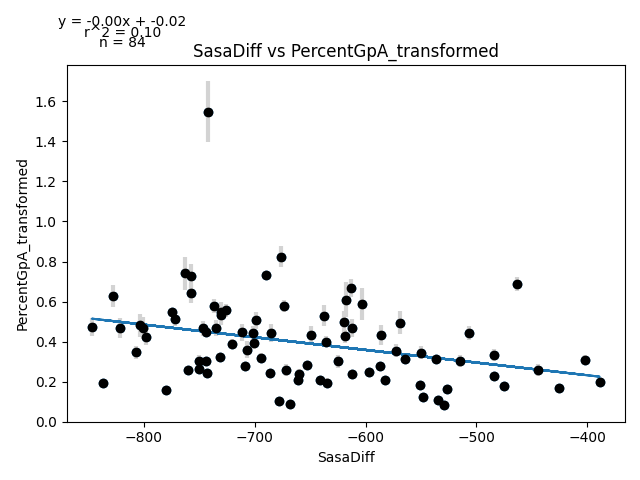 y = -0.00x + -0.02
r^2 = 0.10
n = 84
SasaDiff vs PercentGpA_transformed
1.6
1.4
1.2
1.0
0.8
0.6
0.4
0.2
0.0
PercentGpA_transformed
−800
−700
−600
−500
−400
SasaDiff